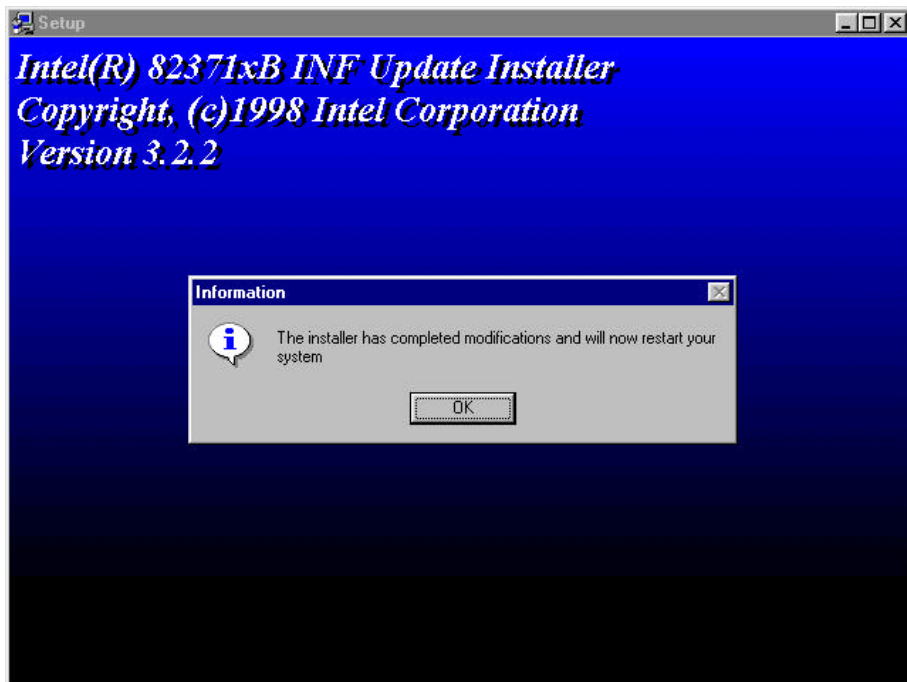 Setup
Intel(R) 82371xB INF Update Installer
Copyright, (c)1998 Intel Corporation
Version 3.2.2
Information
The installer has completed modifications and will now restart your
system
OK